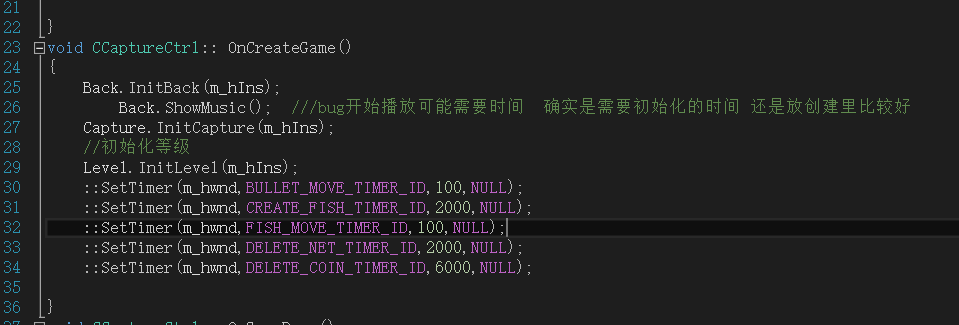 21
22 }
23 void CCaptureCtrl:: OnCreateGame()
24 {
25 Back.InitBack(m_hIns);
26 Back.ShowMusic(); ///bug开始播放可能需要时间 确实是需要初始化的时间 还是放创建里比较好
27 Capture.InitCapture(m_hIns);
28 //初始化等级
29 Level.InitLevel(m_hIns);
30 ::SetTimer(m_hwnd,BULLET_MOVE_TIMER_ID,100,NULL);
31 ::SetTimer(m_hwnd,CREATE_FISH_TIMER_ID,2000,NULL);
32 ::SetTimer(m_hwnd,FISH_MOVE_TIMER_ID,100,NULL);
33 ::SetTimer(m_hwnd,DELETE_NET_TIMER_ID,2000,NULL);
34 ::SetTimer(m_hwnd,DELETE_COIN_TIMER_ID,6000,NULL);
35
36 }